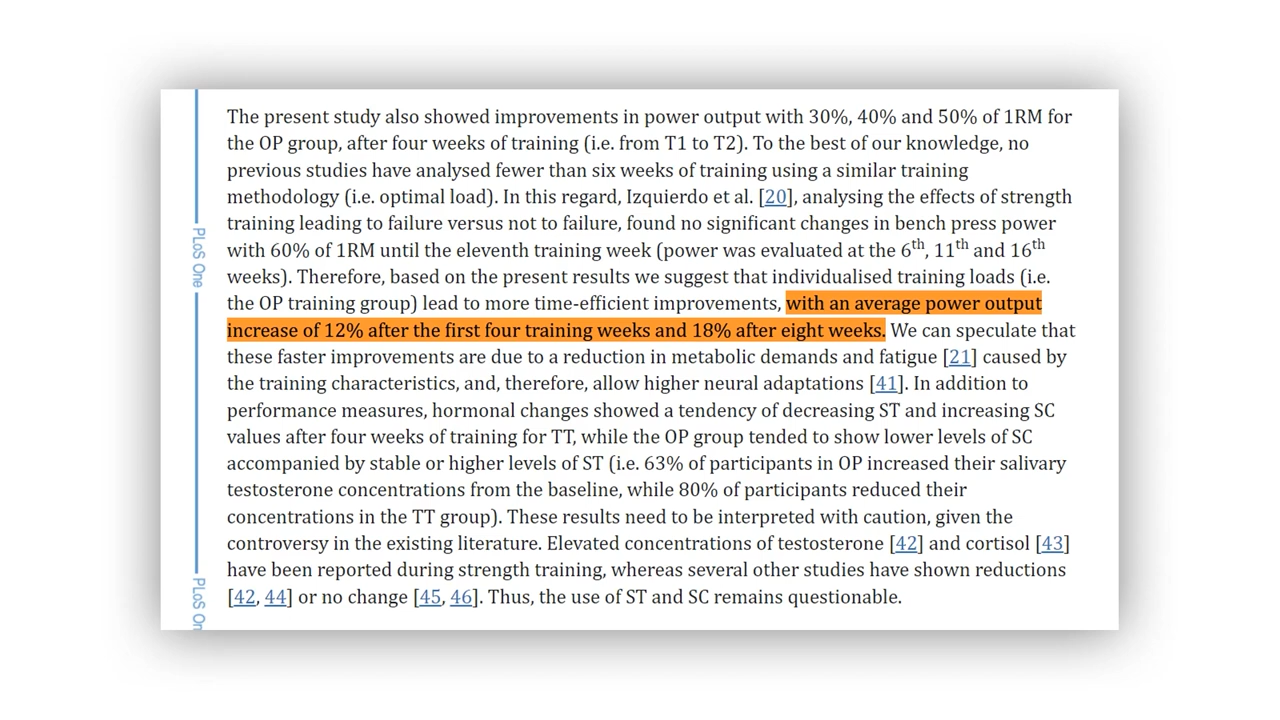 The present study also showed improvements in power output with 30%, 40% and 50% of 1RM for
the OP group, after four weeks of training (i.e. from T1 to T2). To the best of our knowledge, no
previous studies have analysed fewer than six weeks of training using a similar training
methodology (i.e. optimal load). In this regard, Izquierdo et al. [20], analysing the effects of strength
training leading to failure versus not to failure, found no significant changes in bench press power
with 60% of 1RM until the eleventh training week (power was evaluated at the 6th, 11th and 16th
weeks). Therefore, based on the present results we suggest that individualised training loads (i.e.
the OP training group) lead to more time-efficient improvements, with an average power output
increase of 12% after the first four training weeks and 18% after eight weeks. We can speculate that
these faster improvements are due to a reduction in metabolic demands and fatigue [21] caused by
the training characteristics, and, therefore, allow higher neural adaptations [41]. In addition to
performance measures, hormonal changes showed a tendency of decreasing ST and increasing SC
values after four weeks of training for TT, while the OP group tended to show lower levels of SC
accompanied by stable or higher levels of ST (i.e. 63% of participants in OP increased their salivary
testosterone concentrations from the baseline, while 80% of participants reduced their
concentrations in the TT group). These results need to be interpreted with caution, given the
controversy in the existing literature. Elevated concentrations of testosterone [42] and cortisol [43]
have been reported during strength training, whereas several other studies have shown reductions
[42, 44] or no change [45, 46]. Thus, the use of ST and SC remains questionable.
PLoS One
PLoS On